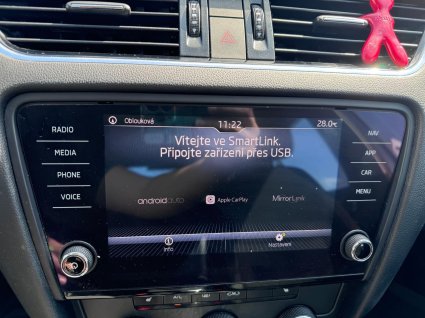 Oblouková 11:22 28.0°C
RADIO
MEDIA
PHONE
VOICE
Vítejte ve SmartLink.
Připojte zařízení přes USB.
androidauto Apple CarPlay MirrorLink
Info Nastavení
NAV
APP
CAR
MENU